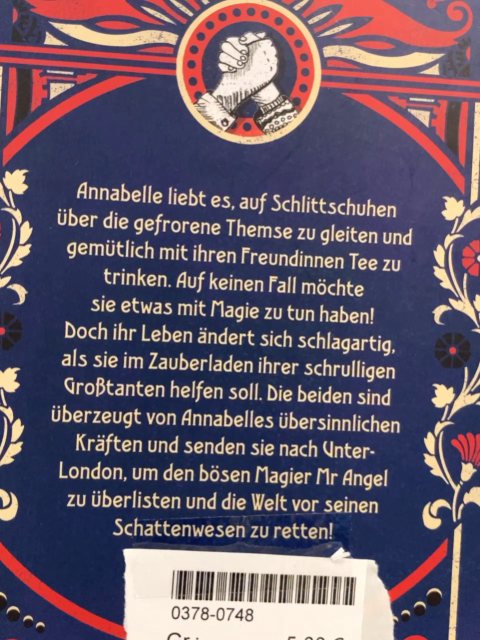 Annabelle liebt es, auf Schlittschuhen
über die gefrorene Themse zu gleiten und
gemütlich mit ihren Freundinnen Tee zu
trinken. Auf keinen Fall möchte
sie etwas mit Magie zu tun haben!
Doch ihr Leben ändert sich schlagartig,
als sie im Zauberladen ihrer schrulligen
Großtanten helfen soll. Die beiden sind
überzeugt von Annabelles übersinnlichen
Kräften und senden sie nach Unter-
London, um den bösen Magier Mr Angel
zu überlisten und die Welt vor seinen
Schattenwesen zu retten!
0378-0748